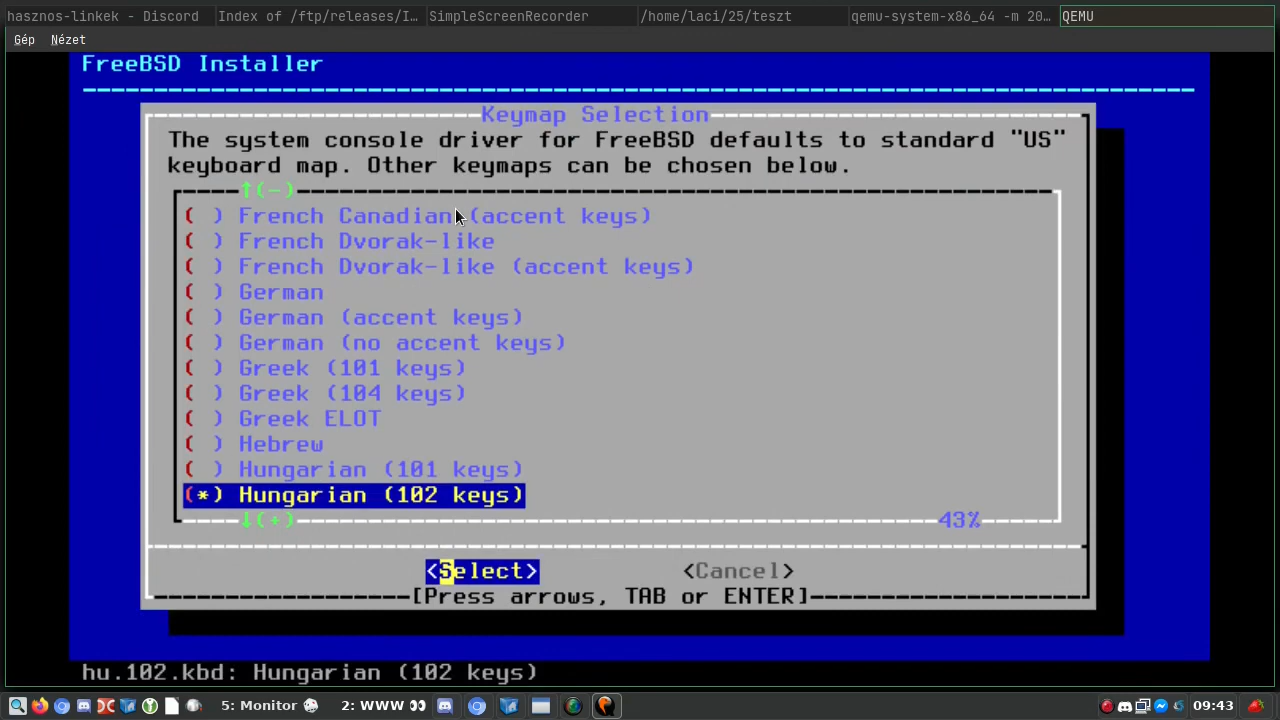 hasznos-linkek - Discord
Index of /ftp/releases/I...
SimpleScreenRecorder
/home/laci/25/teszt
qemu-system-x86_64 -m 20...
QEMU
Gép Nézet
FreeBSD Installer
Keymap Selection
The system console driver for FreeBSD defaults to standard "US"
keyboard map. Other keymaps can be chosen below.
↑(-)
( ) French Canadian (accent keys)
( ) French Dvorak-like
( ) French Dvorak-like (accent keys)
( ) German
( ) German (accent keys)
( ) German (no accent keys)
( ) Greek (101 keys)
( ) Greek (104 keys)
( ) Greek ELOT
( ) Hebrew
( ) Hungarian (101 keys)
(*) Hungarian (102 keys)
↓(+) 43%
<Select> <Cancel>
[Press arrows, TAB or ENTER]
hu.102.kbd: Hungarian (102 keys)
5: Monitor 2: WWW 09:43